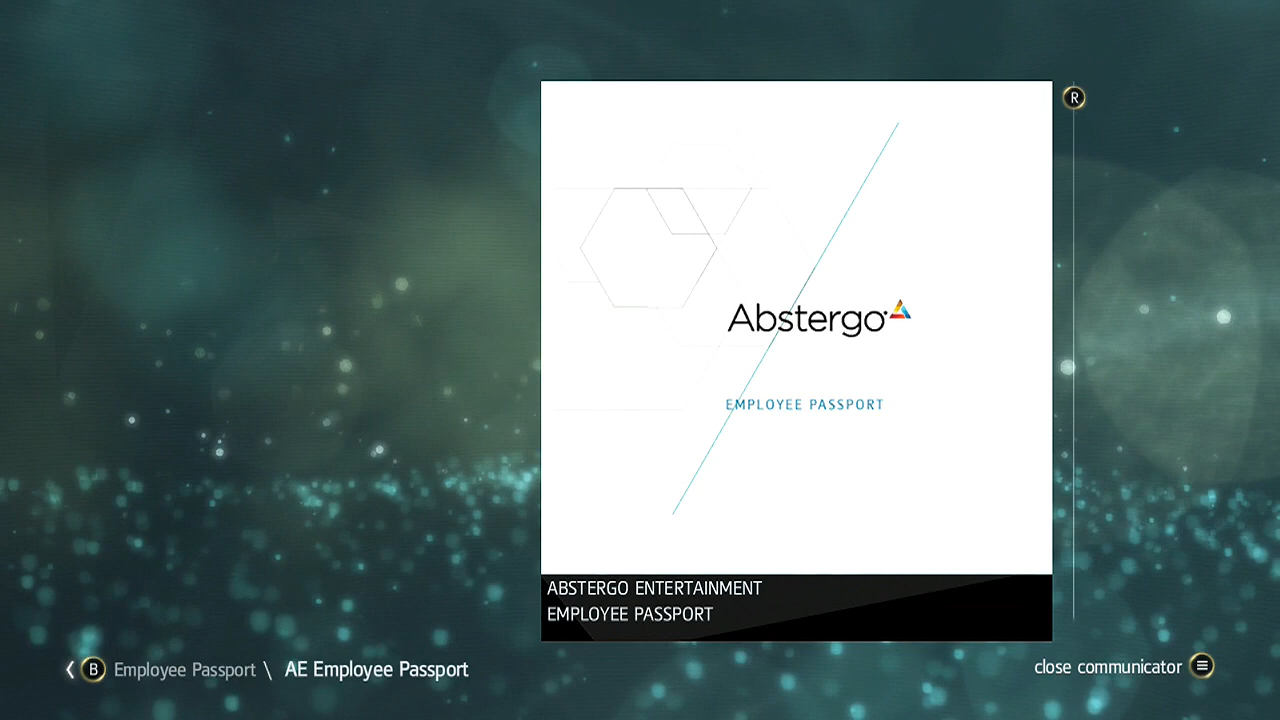 R
Abstergo
EMPLOYEE PASSPORT
ABSTERGO ENTERTAINMENT
EMPLOYEE PASSPORT
B Employee Passport \ AE Employee Passport
close communicator